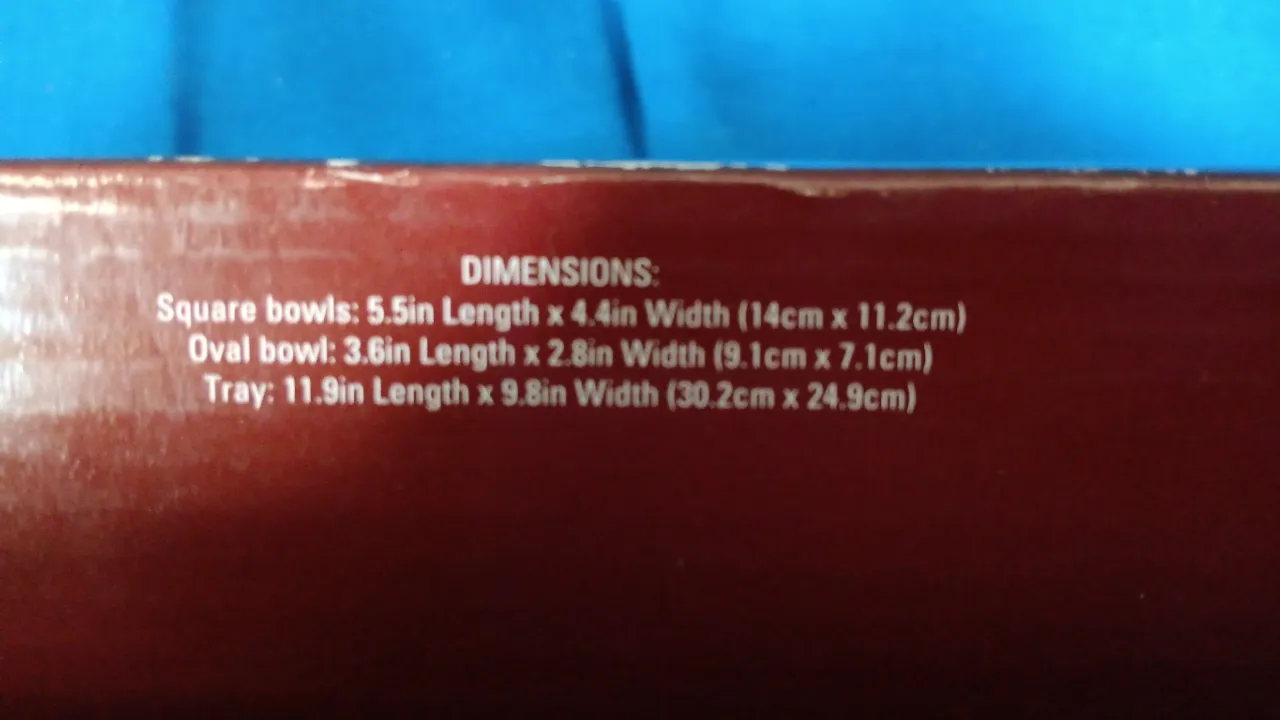 DIMENSIONS:
Square bowls: 5.5in Length x 4.4in Width (14cm x 11.2cm)
Oval bowl: 3.6in Length x 2.8in Width (9.1cm x 7.1cm)
Tray: 11.9in Length x 9.8in Width (30.2cm x 24.9cm)